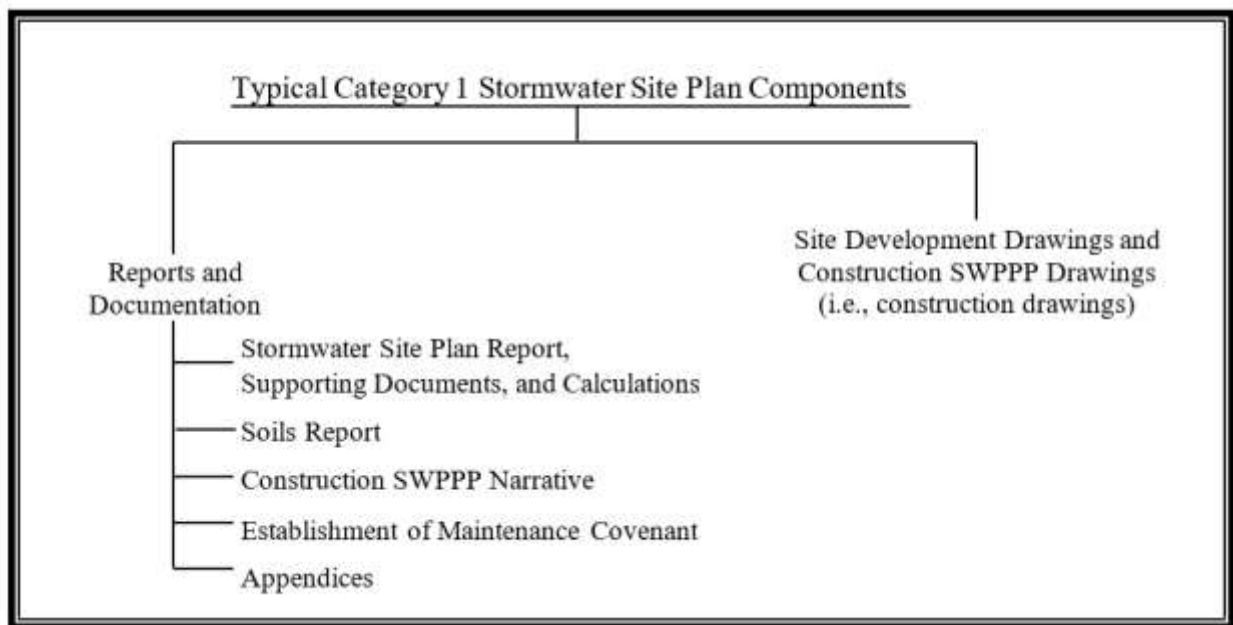 Typical Category 1 Stormwater Site Plan Components
Reports and
Documentation
Stormwater Site Plan Report,
Supporting Documents, and Calculations
Soils Report
Construction SWPPP Narrative
Establishment of Maintenance Covenant
Appendices
Site Development Drawings and
Construction SWPPP Drawings
(i.e., construction drawings)